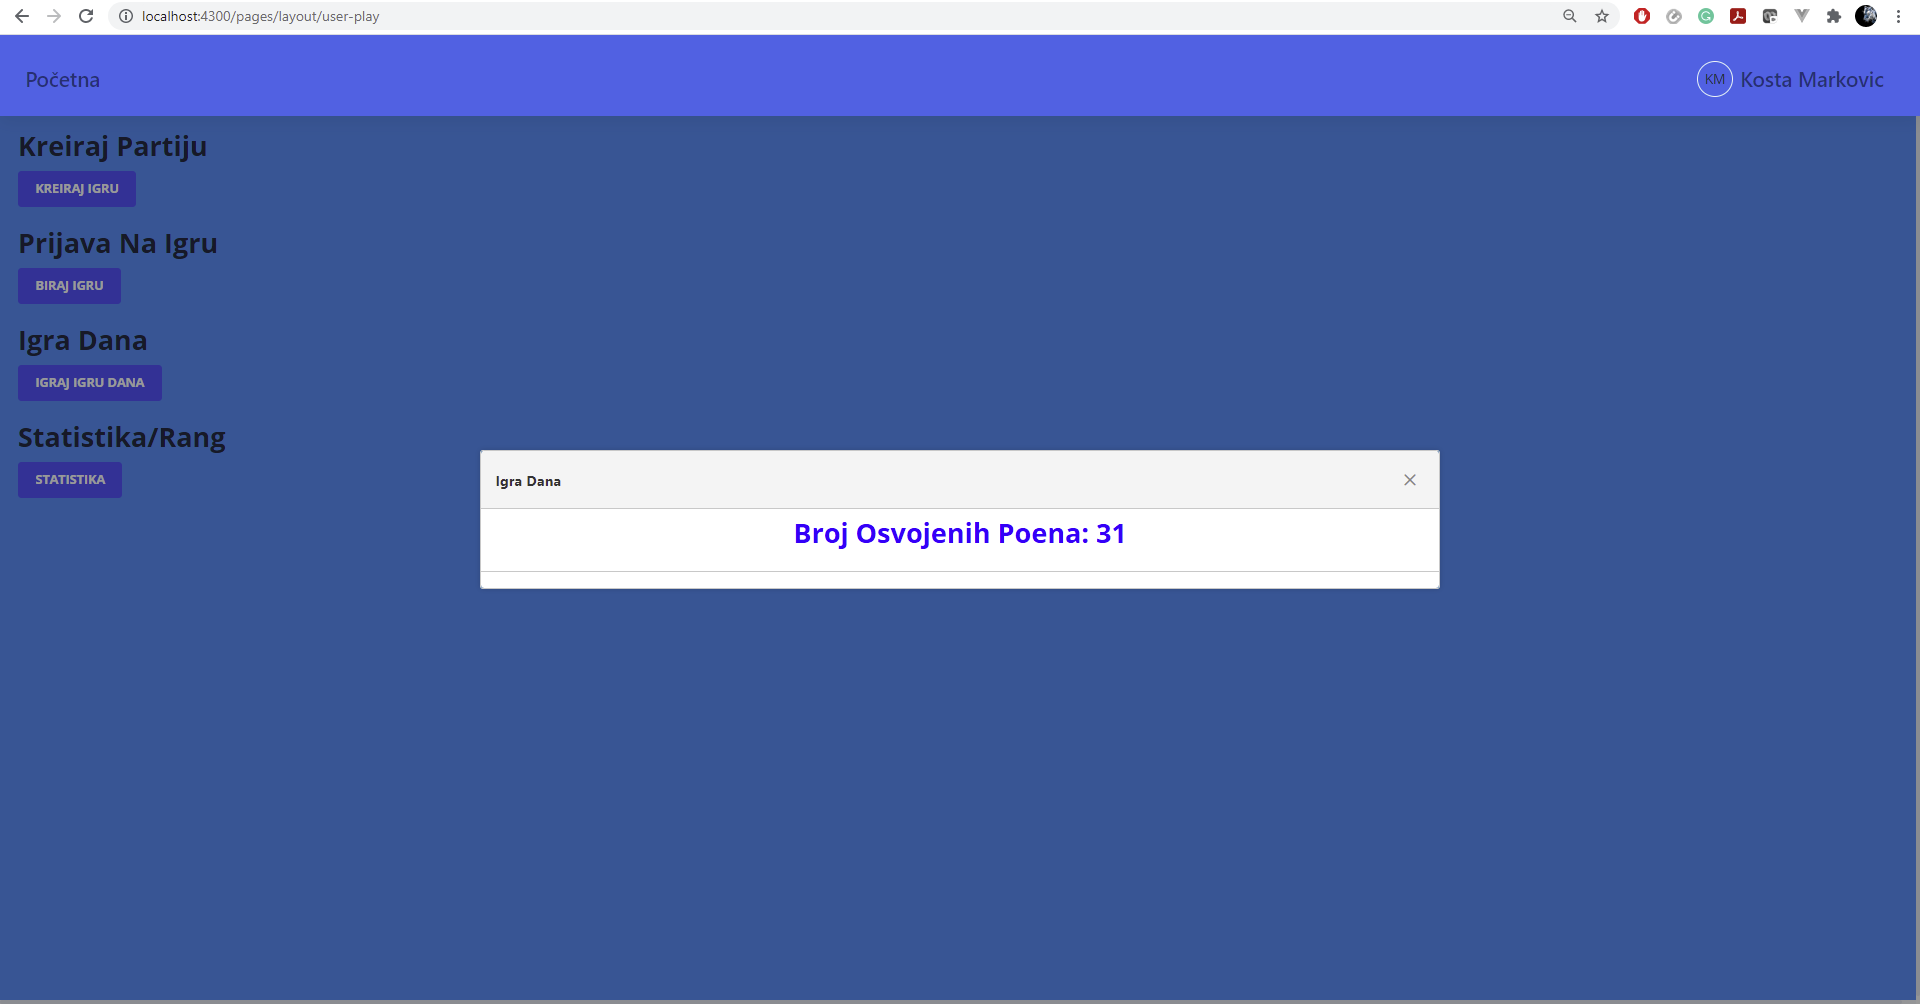 localhost:4300/pages/layout/user-play
Početna
KM Kosta Markovic
Kreiraj Partiju
KREIRAJ IGRU
Prijava Na Igru
BIRAJ IGRU
Igra Dana
IGRAJ IGRU DANA
Statistika/Rang
STATISTIKA
Igra Dana
Broj Osvojenih Poena: 31